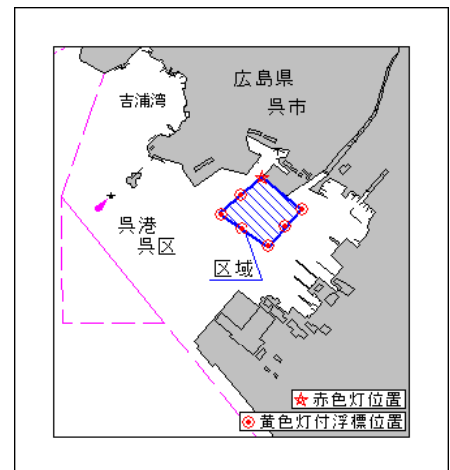 広島県
呉市
吉浦湾
呉港
呉区
区域
赤色灯位置
黄色灯付浮標位置